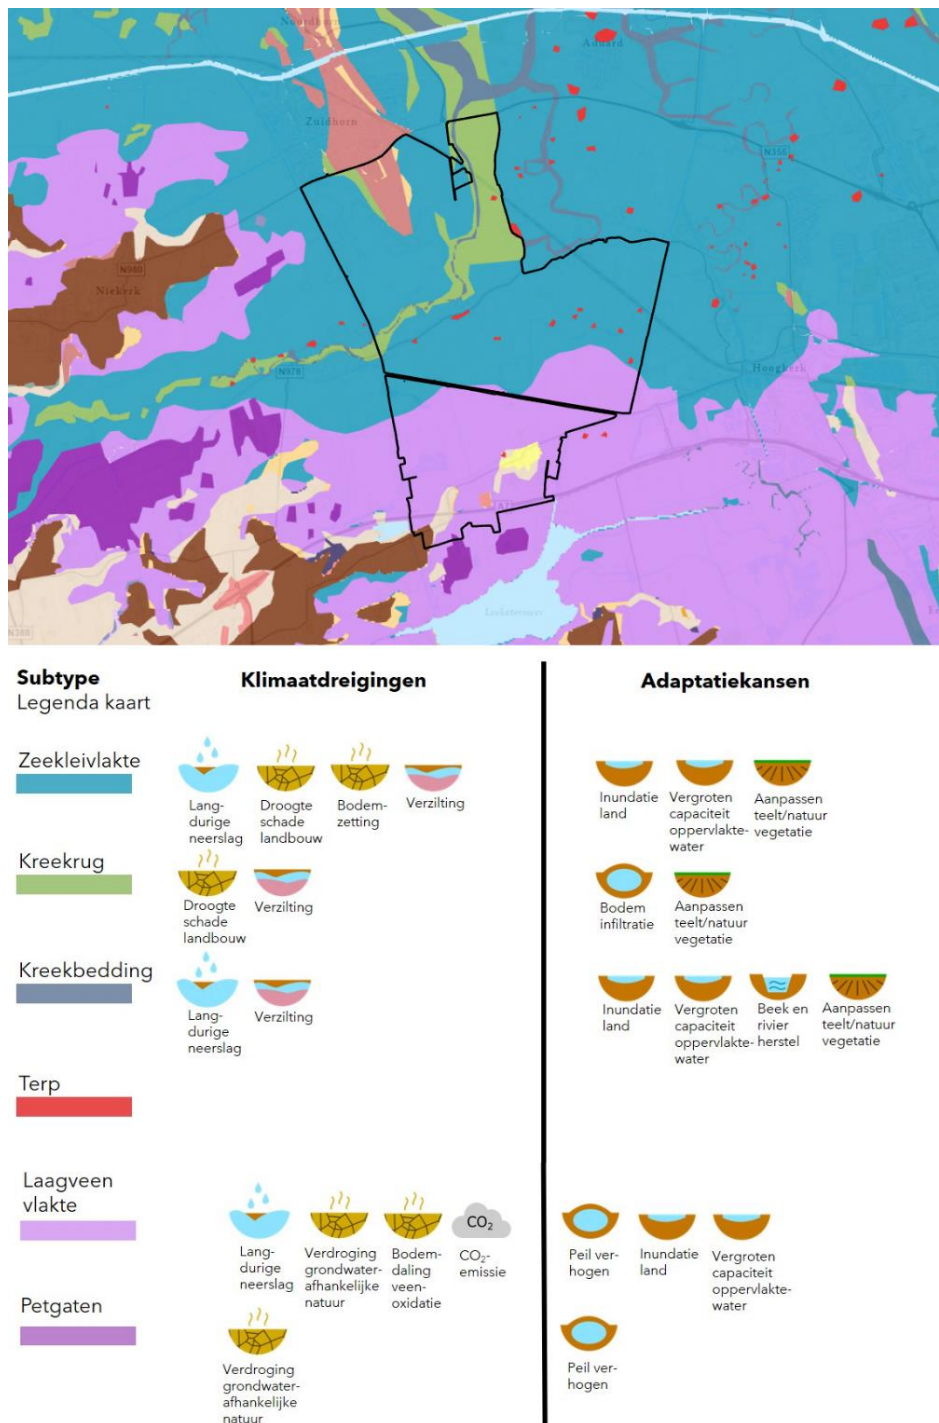 Noordhorn
Aduard
Zuidhorn
N355
N980
Niekerk
N978
Hoogkerk
A7
Leekstermeer
N388
Subtype
Legenda kaart
Klimaatdreigingen
Adaptatiekansen
Zeekleivlakte
Lang-
durige
neerslag
Droogte
schade
landbouw
Bodem-
zetting
Verzilting
Inundatie
land
Vergroten
capaciteit
oppervlakte-
water
Aanpassen
teelt/natuur
vegetatie
Kreekrug
Droogte
schade
landbouw
Verzilting
Bodem
infiltratie
Aanpassen
teelt/natuur
vegetatie
Kreekbedding
Lang-
durige
neerslag
Verzilting
Inundatie
land
Vergroten
capaciteit
oppervlakte-
water
Beek en
rivier
herstel
Aanpassen
teelt/natuur
vegetatie
Terp
Laagveen
vlakte
Lang-
durige
neerslag
Verdroging
grondwater-
afhankelijke
natuur
Bodem-
daling
veen-
oxidatie
CO₂
CO₂-
emissie
Peil ver-
hogen
Inundatie
land
Vergroten
capaciteit
oppervlakte-
water
Petgaten
Verdroging
grondwater-
afhankelijke
natuur
Peil ver-
hogen